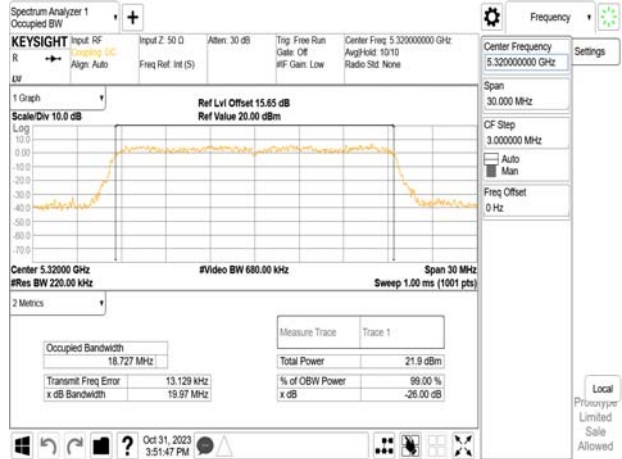 Spectrum Analyzer 1
Occupied BW
+
KEYSIGHT
R
Input: RF
Coupling: DC
Align: Auto
Input Z: 50 Ω
Freq Ref: Int (S)
Atten: 30 dB
Trig: Free Run
Gate: Off
#IF Gain: Low
Center Freq: 5.320000000 GHz
Avg|Hold: 10/10
Radio Std: None
1 Graph
Scale/Div 10.0 dB
Ref Lvl Offset 15.65 dB
Ref Value 20.00 dBm
Log
10.0
0.00
-10.0
-20.0
-30.0
-40.0
-50.0
-60.0
-70.0
Center 5.32000 GHz
#Res BW 220.00 kHz
#Video BW 680.00 kHz
Span 30 MHz
Sweep 1.00 ms (1001 pts)
2 Metrics
Measure Trace Trace 1
Occupied Bandwidth
18.727 MHz
Total Power 21.9 dBm
Transmit Freq Error 13.129 kHz
% of OBW Power 99.00 %
x dB Bandwidth 19.97 MHz
x dB -26.00 dB
Frequency
Center Frequency
5.320000000 GHz
Settings
Span
30.000 MHz
CF Step
3.000000 MHz
Auto
Man
Freq Offset
0 Hz
Local
Prototype
Limited
Sale
Allowed
?
Oct 31, 2023
3:51:47 PM